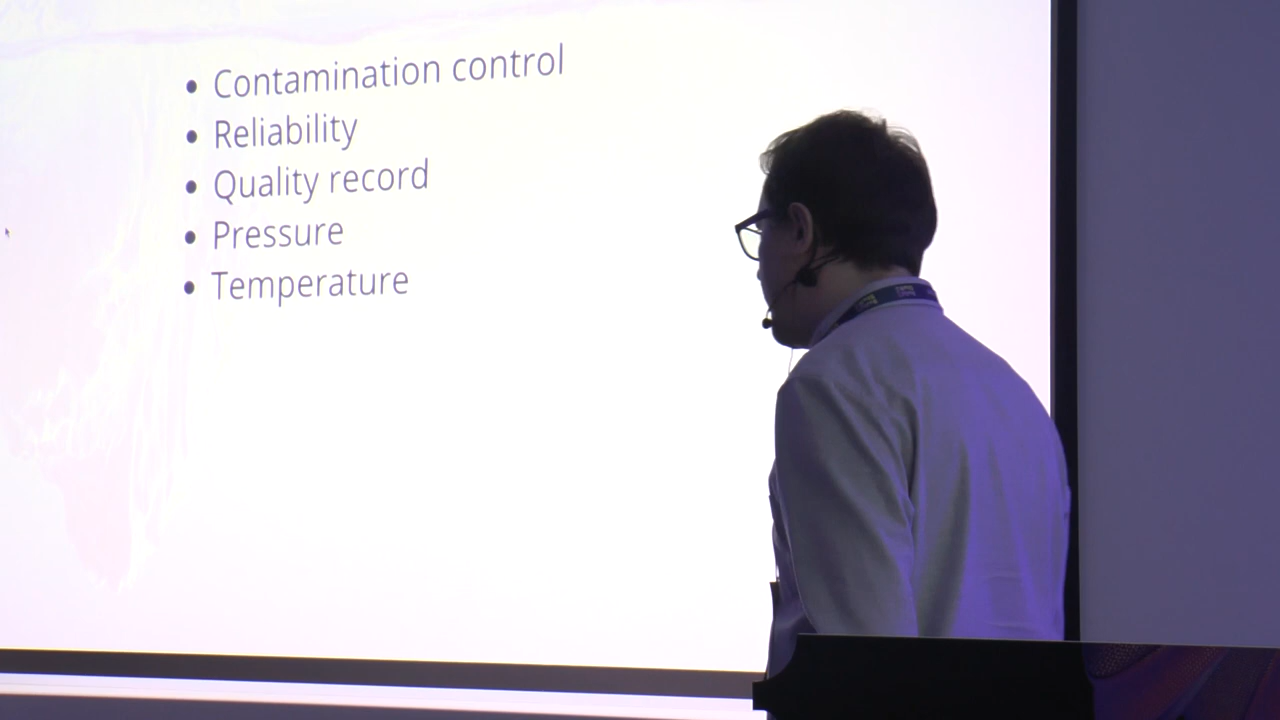 • Contamination control
• Reliability
• Quality record
• Pressure
• Temperature